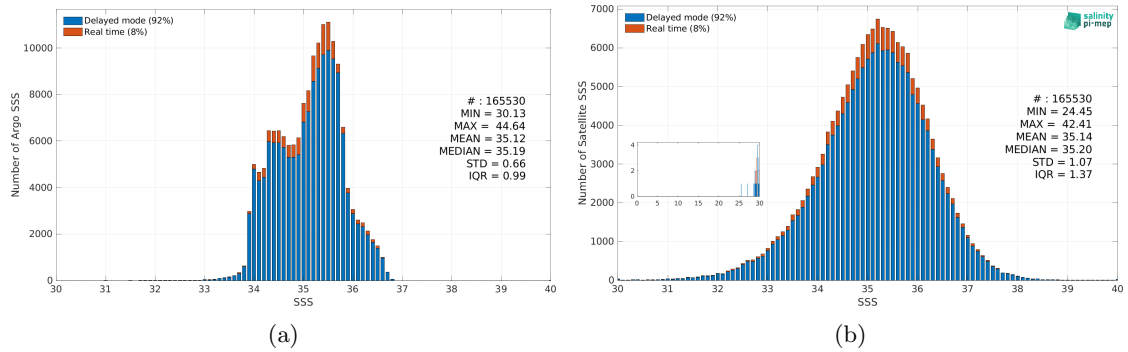 Delayed mode (92%)
Real time (8%)
10000
8000
6000
4000
2000
0
Number of Argo SSS
# : 165530
MIN = 30.13
MAX = 44.64
MEAN = 35.12
MEDIAN = 35.19
STD = 0.66
IQR = 0.99
30 31 32 33 34 35 36 37 38 39 40
SSS
(a)
Delayed mode (92%)
Real time (8%)
salinity
pi-mep
7000
6000
5000
4000
3000
2000
1000
0
Number of Satellite SSS
# : 165530
MIN = 24.45
MAX = 42.41
MEAN = 35.14
MEDIAN = 35.20
STD = 1.07
IQR = 1.37
4
2
0
0 5 10 15 20 25 30
30 31 32 33 34 35 36 37 38 39 40
SSS
(b)